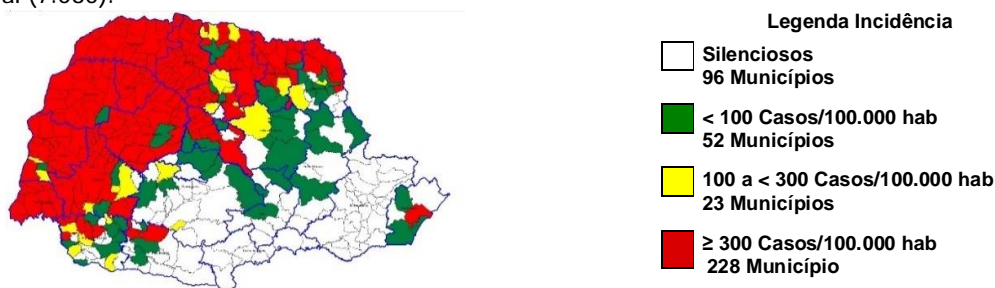 Legenda Incidência
Silenciosos
96 Municípios
< 100 Casos/100.000 hab
52 Municípios
100 a < 300 Casos/100.000 hab
23 Municípios
≥ 300 Casos/100.000 hab
228 Município